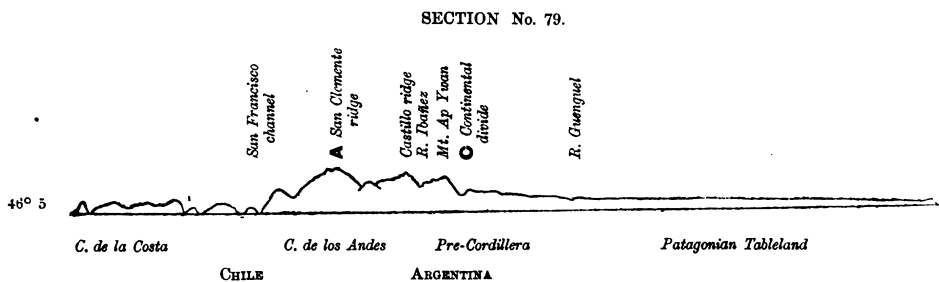 SECTION No. 79.
San Francisco
channel
A San Clemente
ridge
Castillo ridge
R. Ibañez
Mt. Ap Ywan
C Continental
divide
R. Guenguel
46° 5
C. de la Costa
C. de los Andes
Pre-Cordillera
Patagonian Tableland
CHILE
ARGENTINA